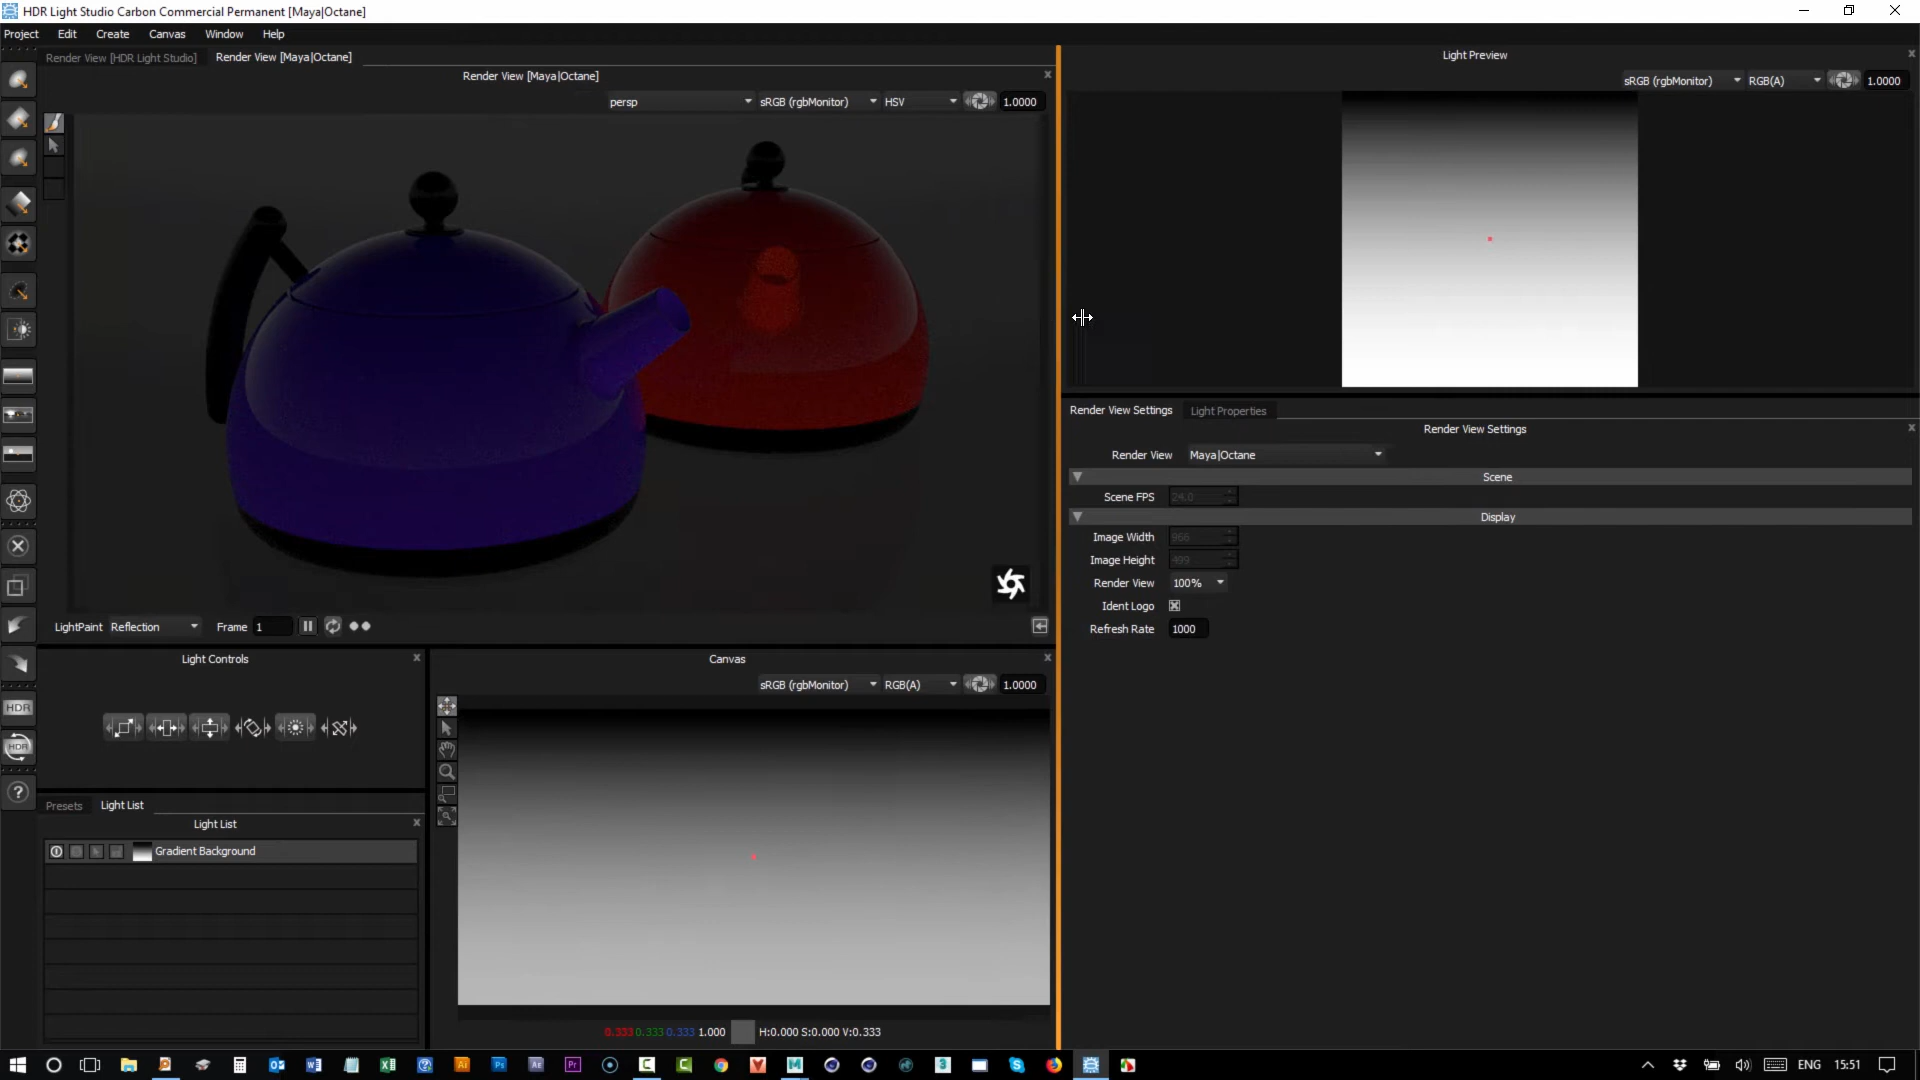 HDR Light Studio Carbon Commercial Permanent [Maya|Octane]
Project Edit Create Canvas Window Help
Render View [HDR Light Studio] Render View [Maya|Octane]
Render View [Maya|Octane]
persp sRGB (rgbMonitor) HSV 1.0000
LightPaint Reflection Frame 1
Light Preview
sRGB (rgbMonitor) RGB(A) 1.0000
Render View Settings Light Properties
Render View Settings
Render View Maya|Octane
Scene
Scene FPS 24.0
Display
Image Width 966
Image Height 499
Render View 100%
Ident Logo
Refresh Rate 1000
Light Controls
Canvas
sRGB (rgbMonitor) RGB(A) 1.0000
HDR
HDR
Presets Light List
Light List
Gradient Background
0.333 0.333 0.333 1.000 H:0.000 S:0.000 V:0.333
ENG 15:51